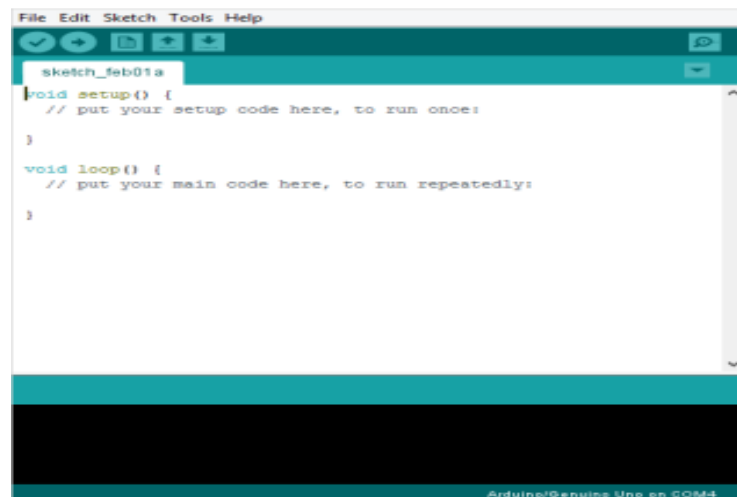 File Edit Sketch Tools Help
sketch_feb01a
void setup() {
// put your setup code here, to run once:
}
void loop() {
// put your main code here, to run repeatedly:
}
Arduino/Genuino Uno on COM4